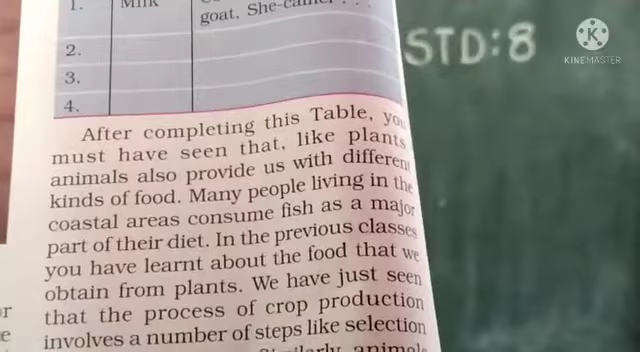 1. Milk
goat, She-camel . . .
2.
3.
4.
After completing this Table, you
must have seen that, like plants
animals also provide us with different
kinds of food. Many people living in the
coastal areas consume fish as a major
part of their diet. In the previous classes
you have learnt about the food that we
obtain from plants. We have just seen
that the process of crop production
involves a number of steps like selection
animals
STD:8
KINEMASTER